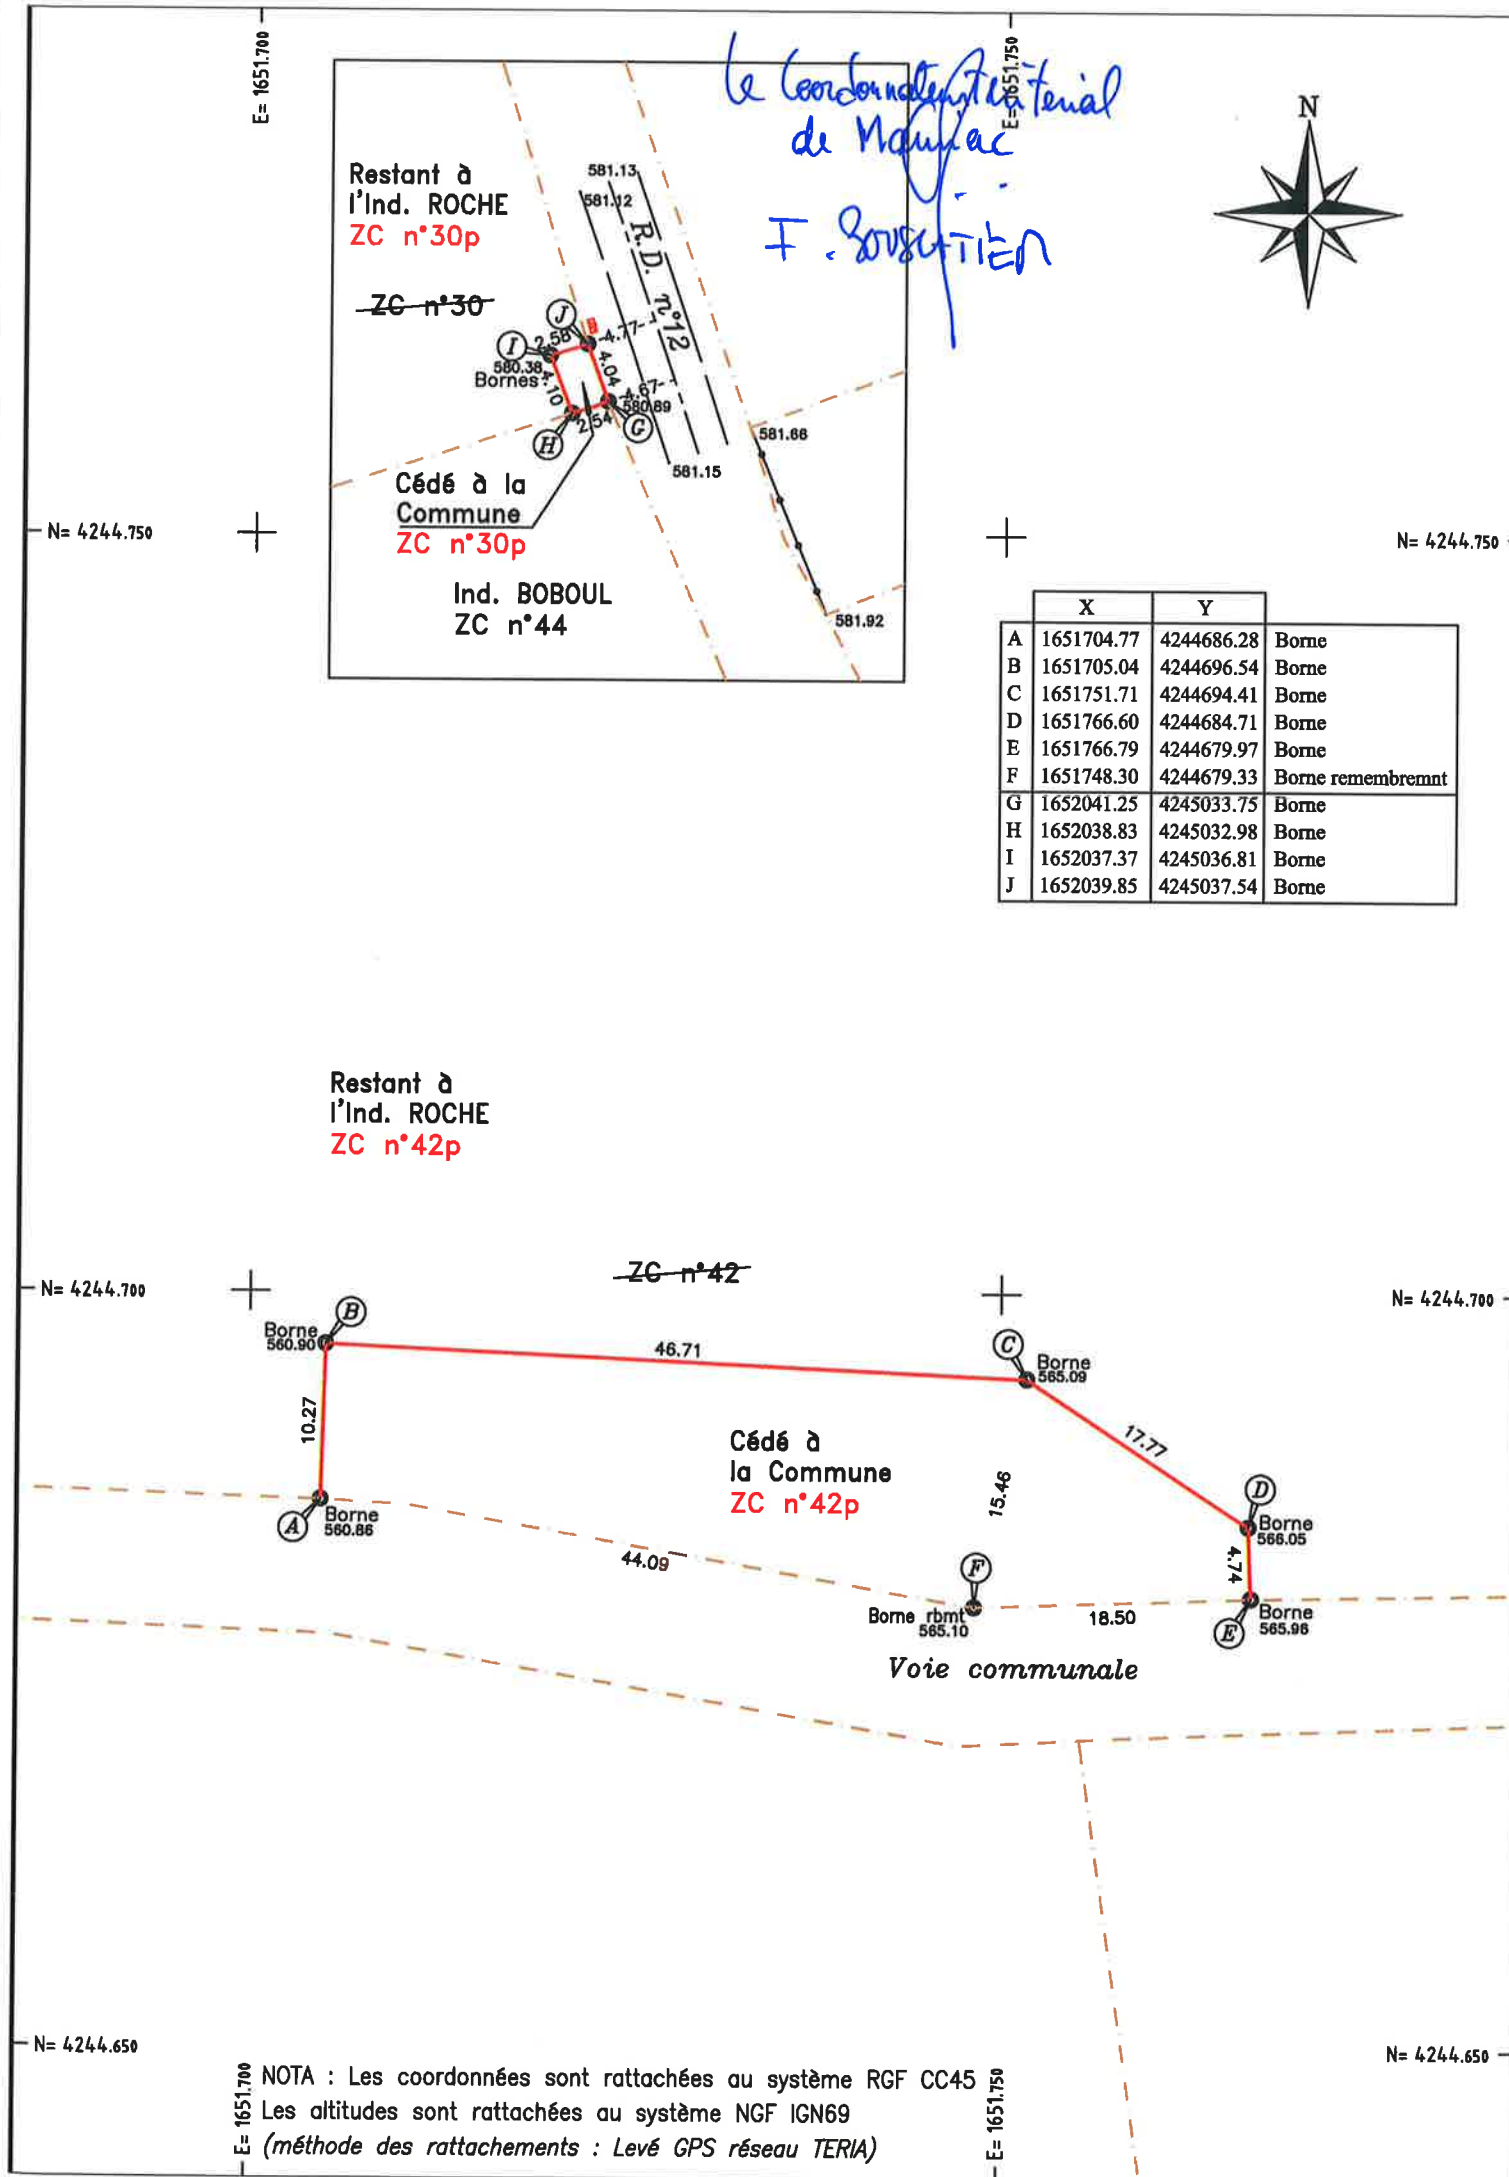 E= 1651.700
E= 1651.750
Le Coordonnateur territorial
de Mauriac
F. BOUSCATIER
N
Restant à
l'Ind. ROCHE
ZC n°30p
ZC n°30
581.13
581.12
R.D. n°12
J
I
2.58
4.77
580.38
Bornes
4.10
4.04
4.67
580.89
2.54
H
G
581.66
581.15
Cédé à la
Commune
ZC n°30p
Ind. BOBOUL
ZC n°44
581.92
N= 4244.750
N= 4244.750
X Y
A 1651704.77 4244686.28 Borne
B 1651705.04 4244696.54 Borne
C 1651751.71 4244694.41 Borne
D 1651766.60 4244684.71 Borne
E 1651766.79 4244679.97 Borne
F 1651748.30 4244679.33 Borne remembremnt
G 1652041.25 4245033.75 Borne
H 1652038.83 4245032.98 Borne
I 1652037.37 4245036.81 Borne
J 1652039.85 4245037.54 Borne
Restant à
l'Ind. ROCHE
ZC n°42p
ZC n°42
N= 4244.700
N= 4244.700
B
Borne
560.90
46.71
C
Borne
565.09
10.27
Cédé à
la Commune
ZC n°42p
17.77
15.46
A
Borne
560.86
D
Borne
566.05
44.09
4.74
F
Borne rbmt
565.10
18.50
E
Borne
565.96
Voie communale
N= 4244.650
N= 4244.650
E= 1651.700
E= 1651.750
NOTA : Les coordonnées sont rattachées au système RGF CC45
Les altitudes sont rattachées au système NGF IGN69
(méthode des rattachements : Levé GPS réseau TERIA)